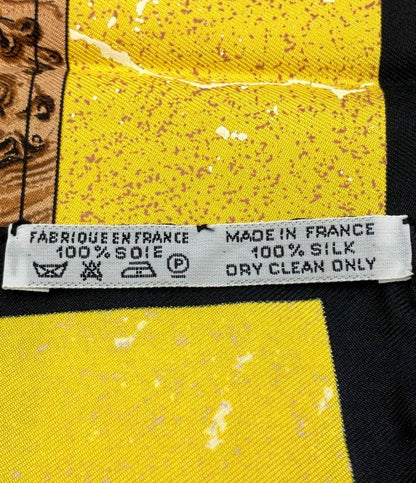 FABRIQUE EN FRANCE
100% SOIE
P
MADE IN FRANCE
100% SILK
DRY CLEAN ONLY